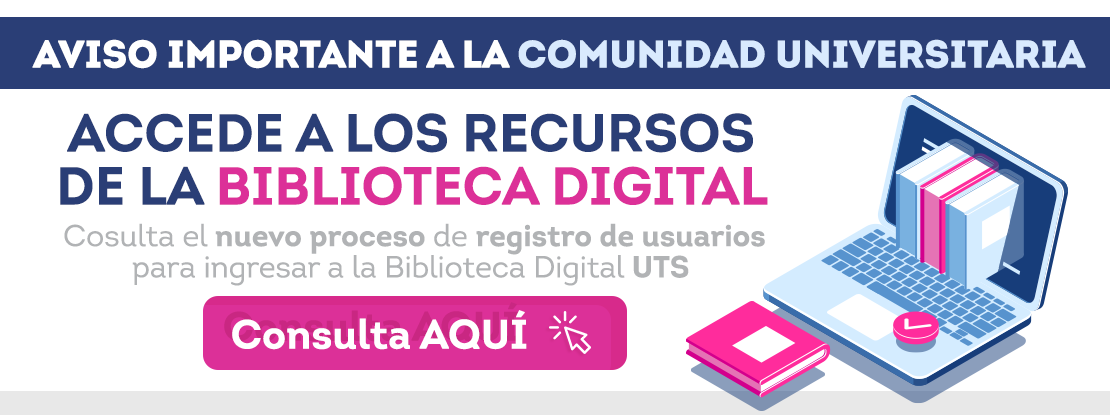 AVISO IMPORTANTE A LA COMUNIDAD UNIVERSITARIA
ACCEDE A LOS RECURSOS
DE LA BIBLIOTECA DIGITAL
Cosulta el nuevo proceso de registro de usuarios
para ingresar a la Biblioteca Digital UTS
Consulta AQUÍ